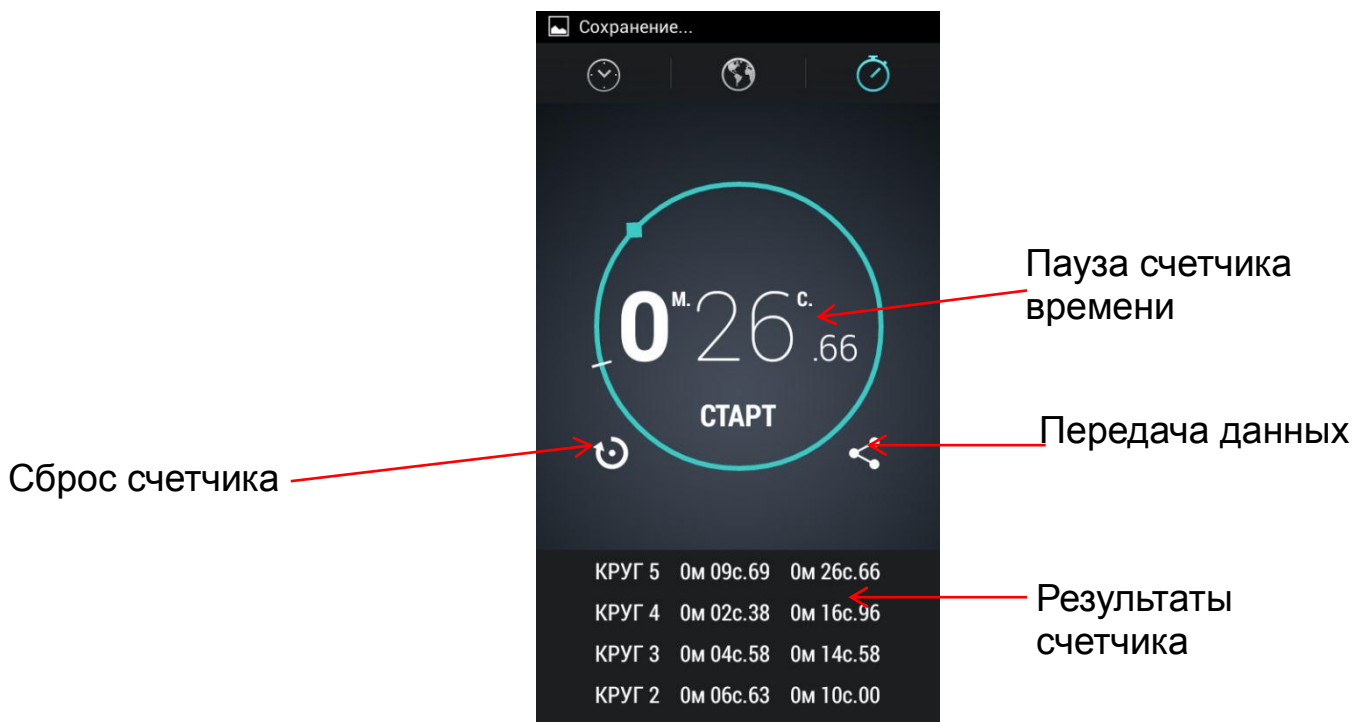 Сохранение...
0 м. 26 с. .66
СТАРТ
Пауза счетчика
времени
Передача данных
Сброс счетчика
КРУГ 5 0м 09с.69 0м 26с.66
КРУГ 4 0м 02с.38 0м 16с.96
КРУГ 3 0м 04с.58 0м 14с.58
КРУГ 2 0м 06с.63 0м 10с.00
Результаты
счетчика